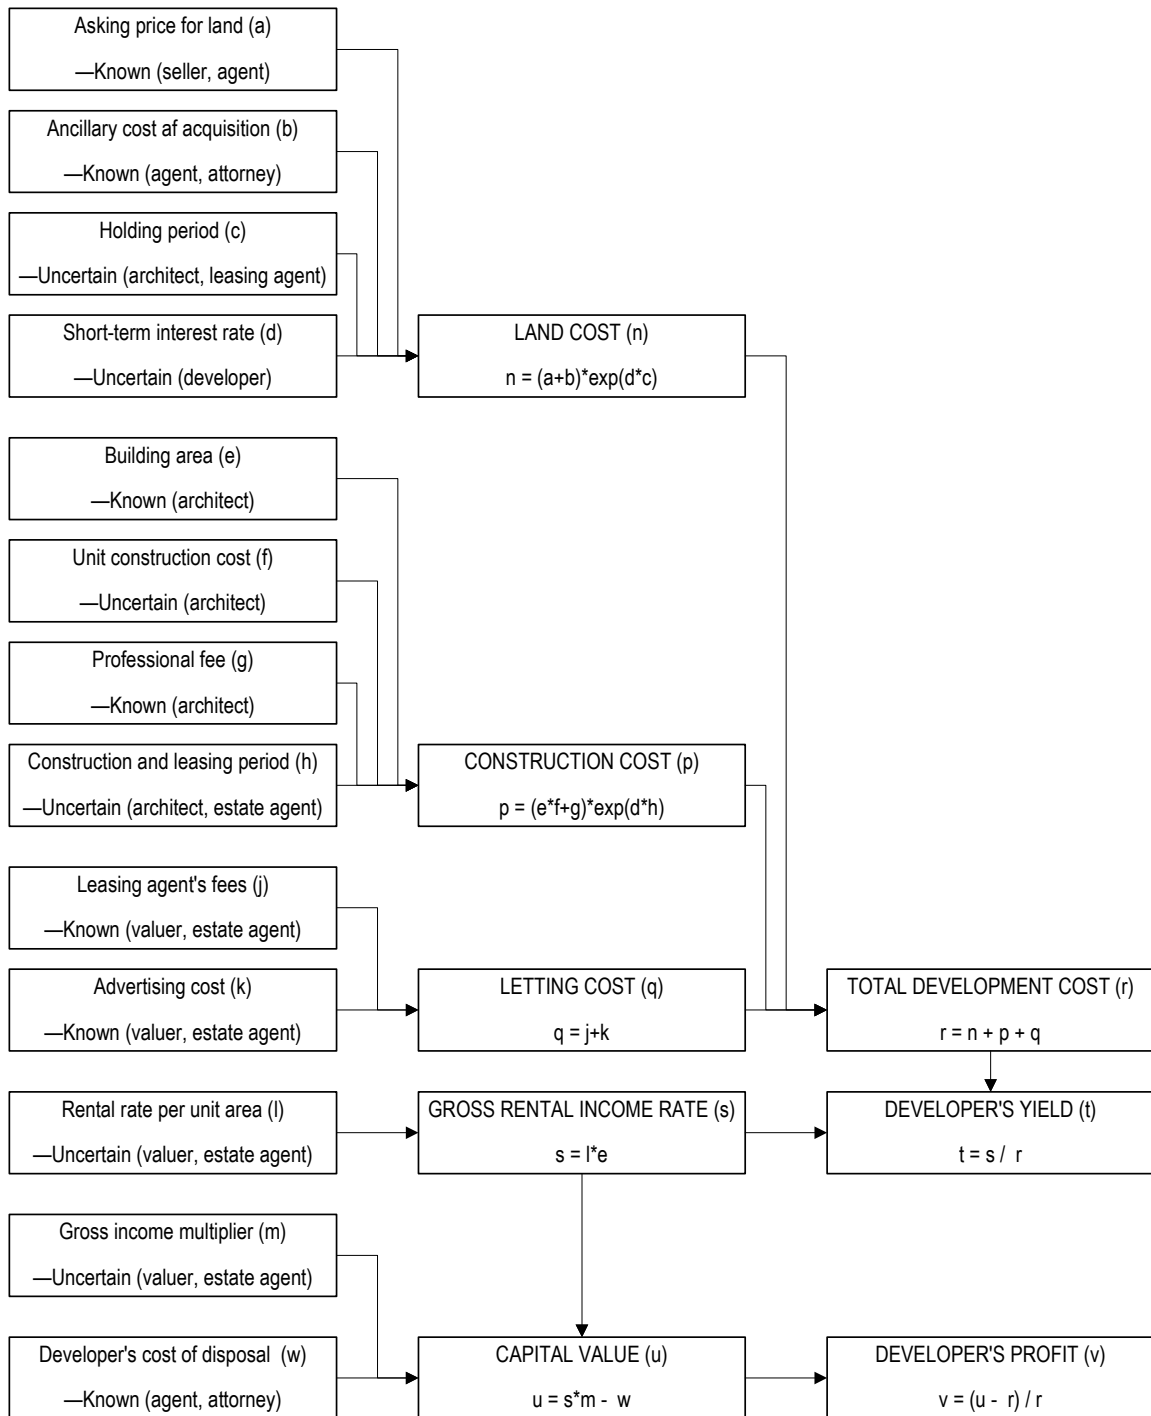 Asking price for land (a)
—Known (seller, agent)
Ancillary cost af acquisition (b)
—Known (agent, attorney)
Holding period (c)
—Uncertain (architect, leasing agent)
Short-term interest rate (d)
—Uncertain (developer)
LAND COST (n)
n = (a+b)*exp(d*c)
Building area (e)
—Known (architect)
Unit construction cost (f)
—Uncertain (architect)
Professional fee (g)
—Known (architect)
Construction and leasing period (h)
—Uncertain (architect, estate agent)
CONSTRUCTION COST (p)
p = (e*f+g)*exp(d*h)
Leasing agent's fees (j)
—Known (valuer, estate agent)
Advertising cost (k)
—Known (valuer, estate agent)
LETTING COST (q)
q = j+k
TOTAL DEVELOPMENT COST (r)
r = n + p + q
Rental rate per unit area (l)
—Uncertain (valuer, estate agent)
GROSS RENTAL INCOME RATE (s)
s = l*e
DEVELOPER'S YIELD (t)
t = s / r
Gross income multiplier (m)
—Uncertain (valuer, estate agent)
Developer's cost of disposal (w)
—Known (agent, attorney)
CAPITAL VALUE (u)
u = s*m - w
DEVELOPER'S PROFIT (v)
v = (u - r) / r